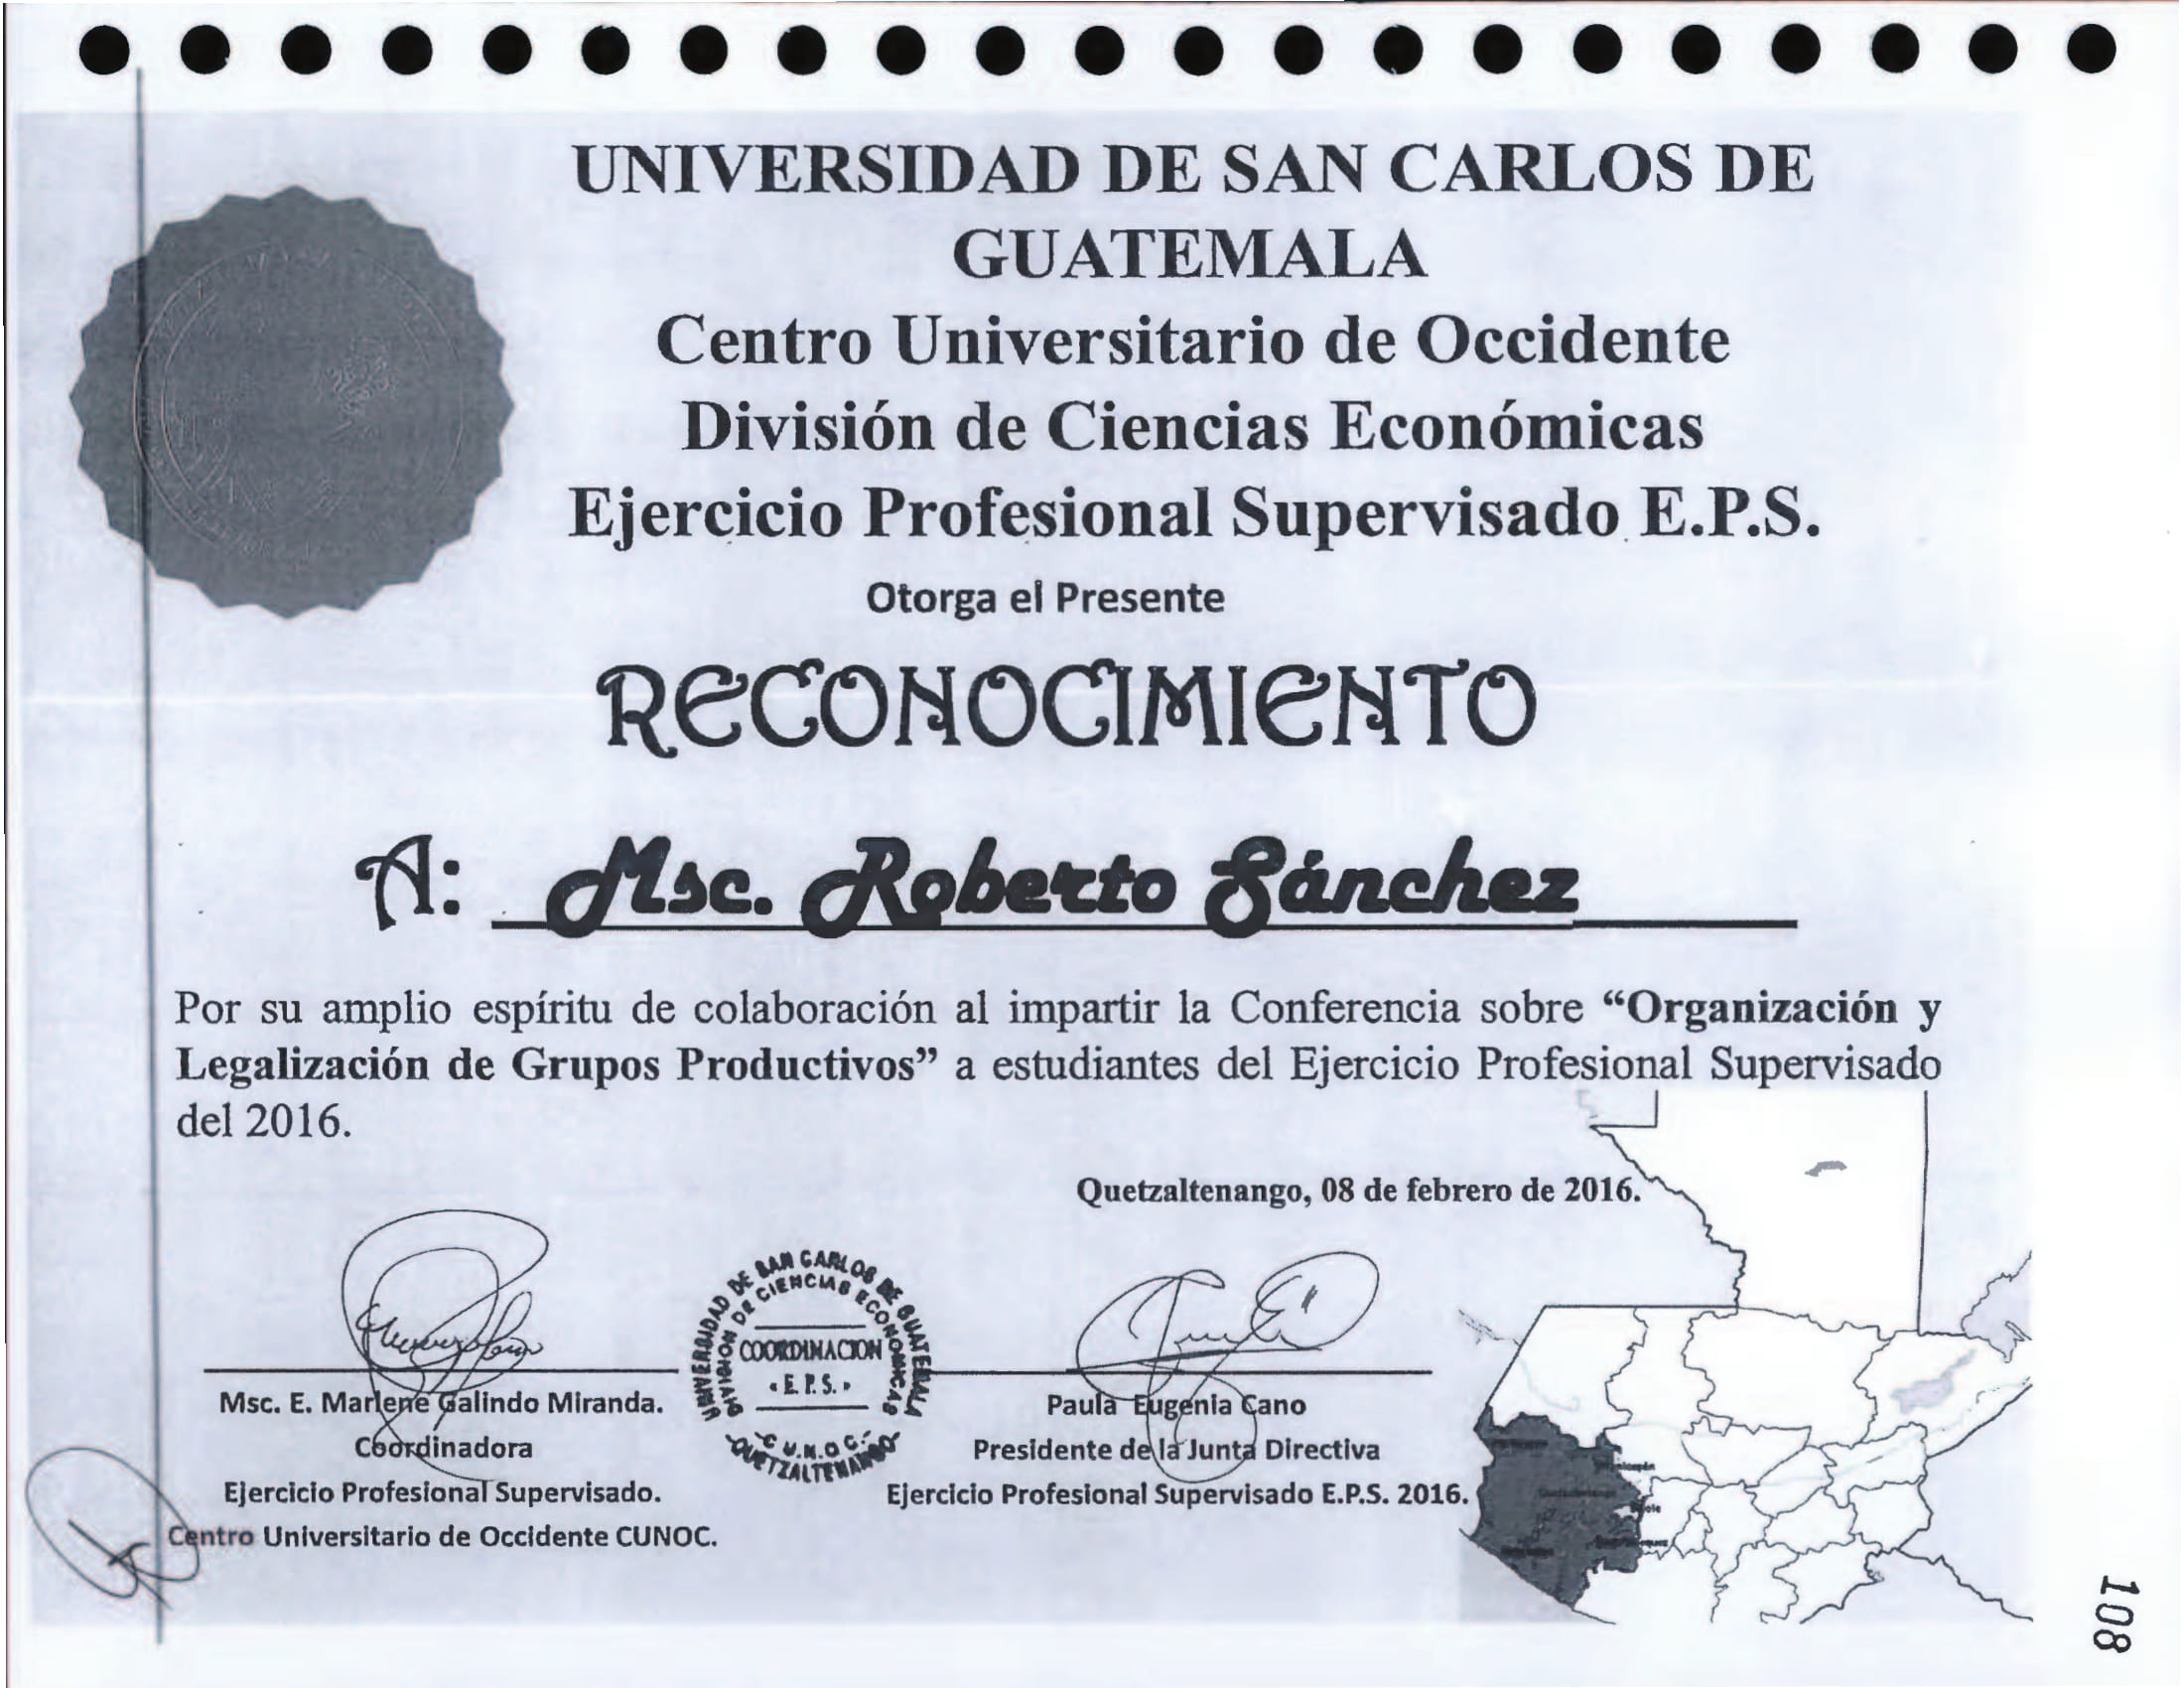 UNIVERSIDAD DE SAN CARLOS DE
GUATEMALA
Centro Universitario de Occidente
División de Ciencias Económicas
Ejercicio Profesional Supervisado E.P.S.
Otorga el Presente
RECONOCIMIENTO
A: Msc. Roberto Sánchez
Por su amplio espíritu de colaboración al impartir la Conferencia sobre “Organización y
Legalización de Grupos Productivos” a estudiantes del Ejercicio Profesional Supervisado
del 2016.
Quetzaltenango, 08 de febrero de 2016.
UNIVERSIDAD DE SAN CARLOS DE GUATEMALA
DIVISION DE CIENCIAS ECONOMICAS
COORDINACION
E.P.S.
C.U.N.O.C.
QUETZALTENANGO
Msc. E. Marlene Galindo Miranda.
Coordinadora
Ejercicio Profesional Supervisado.
Centro Universitario de Occidente CUNOC.
Paula Eugenia Cano
Presidente de la Junta Directiva
Ejercicio Profesional Supervisado E.P.S. 2016.
108